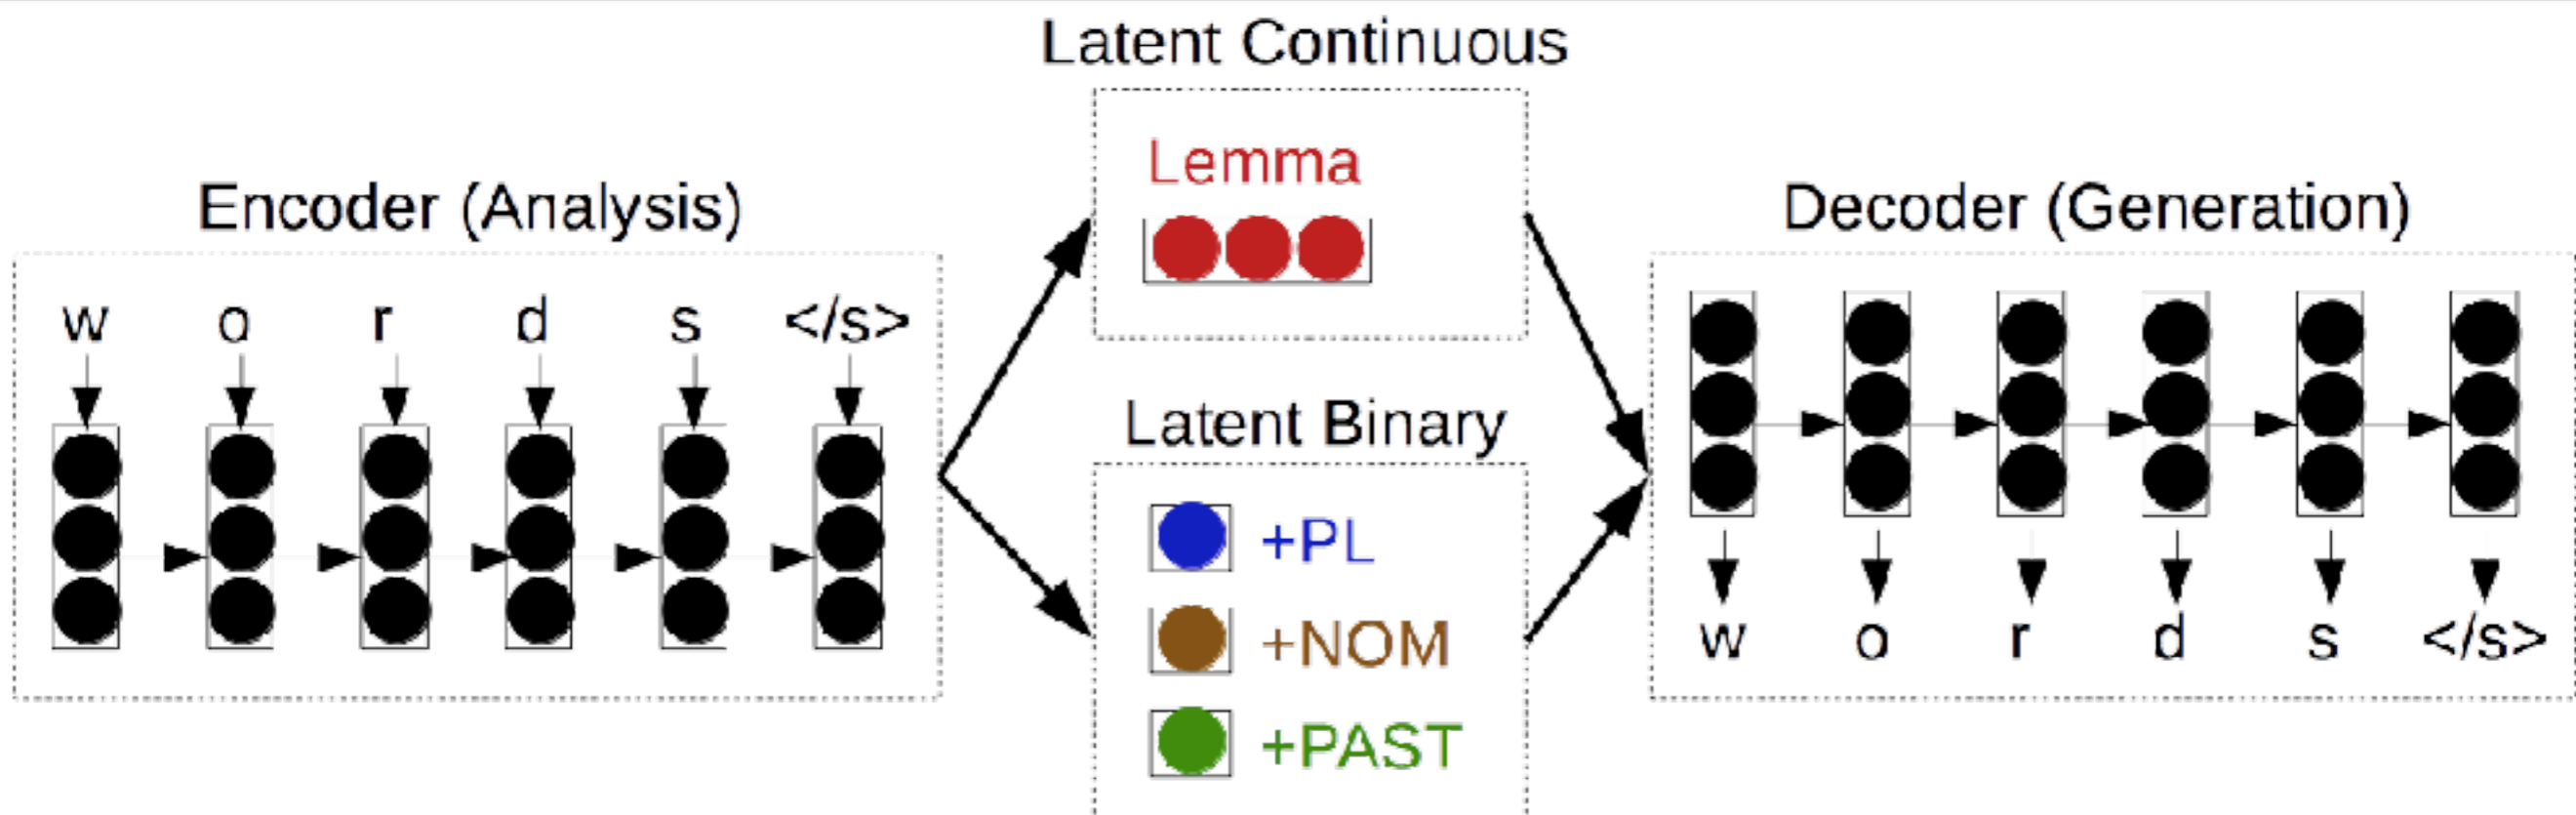 Latent Continuous
Lemma
Encoder (Analysis)
w o r d s </s>
Latent Binary
+PL
+NOM
+PAST
Decoder (Generation)
w o r d s </s>